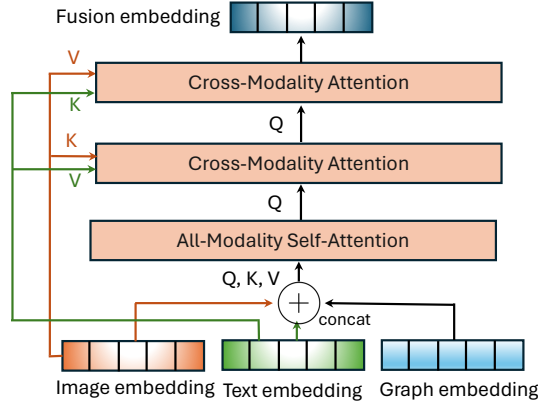 Fusion embedding
V
Cross-Modality Attention
K
Q
K
Cross-Modality Attention
V
Q
All-Modality Self-Attention
Q, K, V
+
concat
Image embedding
Text embedding
Graph embedding